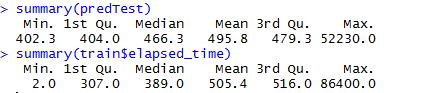 > summary(predTest)
Min. 1st Qu. Median Mean 3rd Qu. Max.
402.3 404.0 466.3 495.8 479.3 52230.0
> summary(train$elapsed_time)
Min. 1st Qu. Median Mean 3rd Qu. Max.
2.0 307.0 389.0 505.4 516.0 86400.0